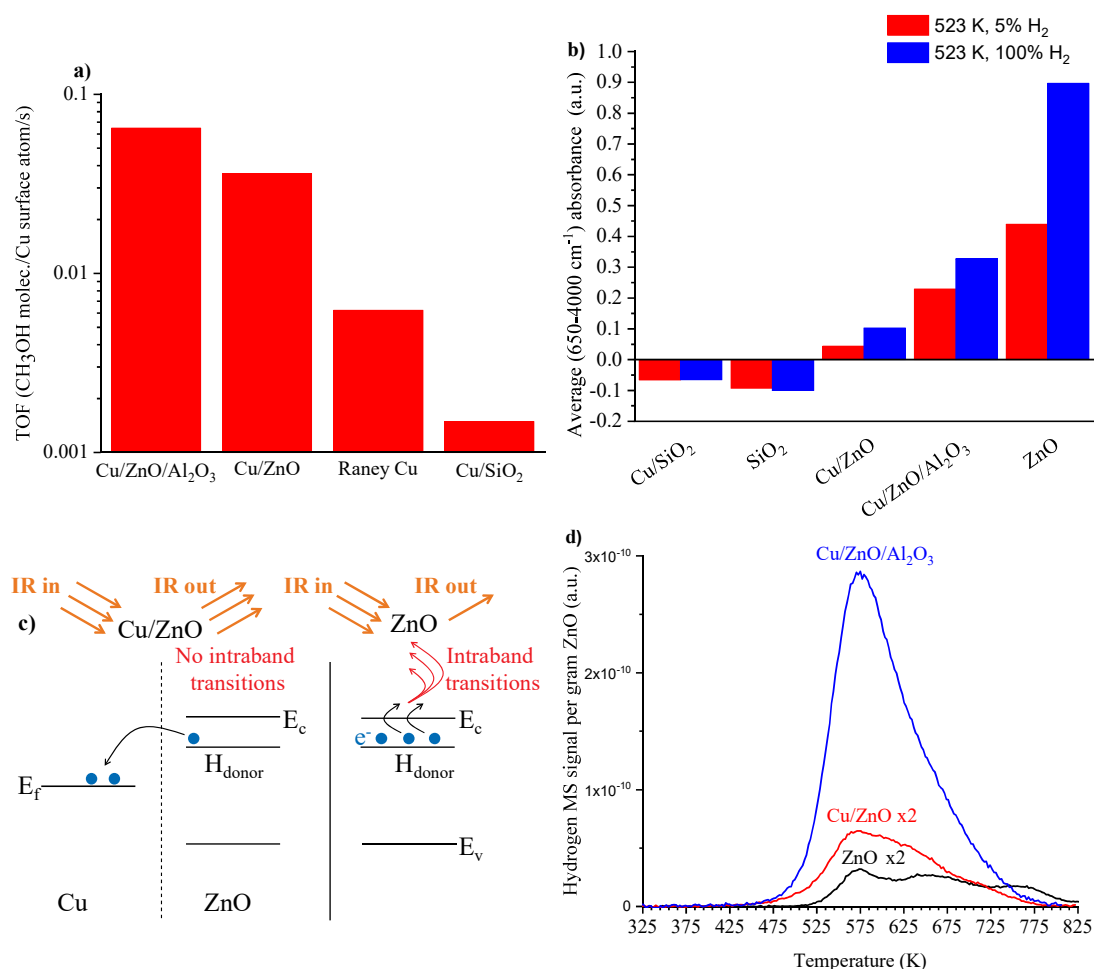 a)
TOF (CH₃OH molec./Cu surface atom/s)
0.1
0.01
0.001
Cu/ZnO/Al₂O₃
Cu/ZnO
Raney Cu
Cu/SiO₂
b)
523 K, 5% H₂
523 K, 100% H₂
Average (650-4000 cm⁻¹) absorbance (a.u.)
1.0
0.9
0.8
0.7
0.6
0.5
0.4
0.3
0.2
0.1
0.0
-0.1
-0.2
Cu/SiO₂
SiO₂
Cu/ZnO
Cu/ZnO/Al₂O₃
ZnO
c)
IR in
IR out
Cu/ZnO
No intraband
transitions
E_c
H_donor
E_f
Cu
ZnO
IR in
IR out
ZnO
Intraband
transitions
e⁻
E_c
H_donor
E_v
d)
Hydrogen MS signal per gram ZnO (a.u.)
3x10⁻¹⁰
2x10⁻¹⁰
1x10⁻¹⁰
0
Cu/ZnO/Al₂O₃
Cu/ZnO x2
ZnO x2
325 375 425 475 525 575 625 675 725 775 825
Temperature (K)